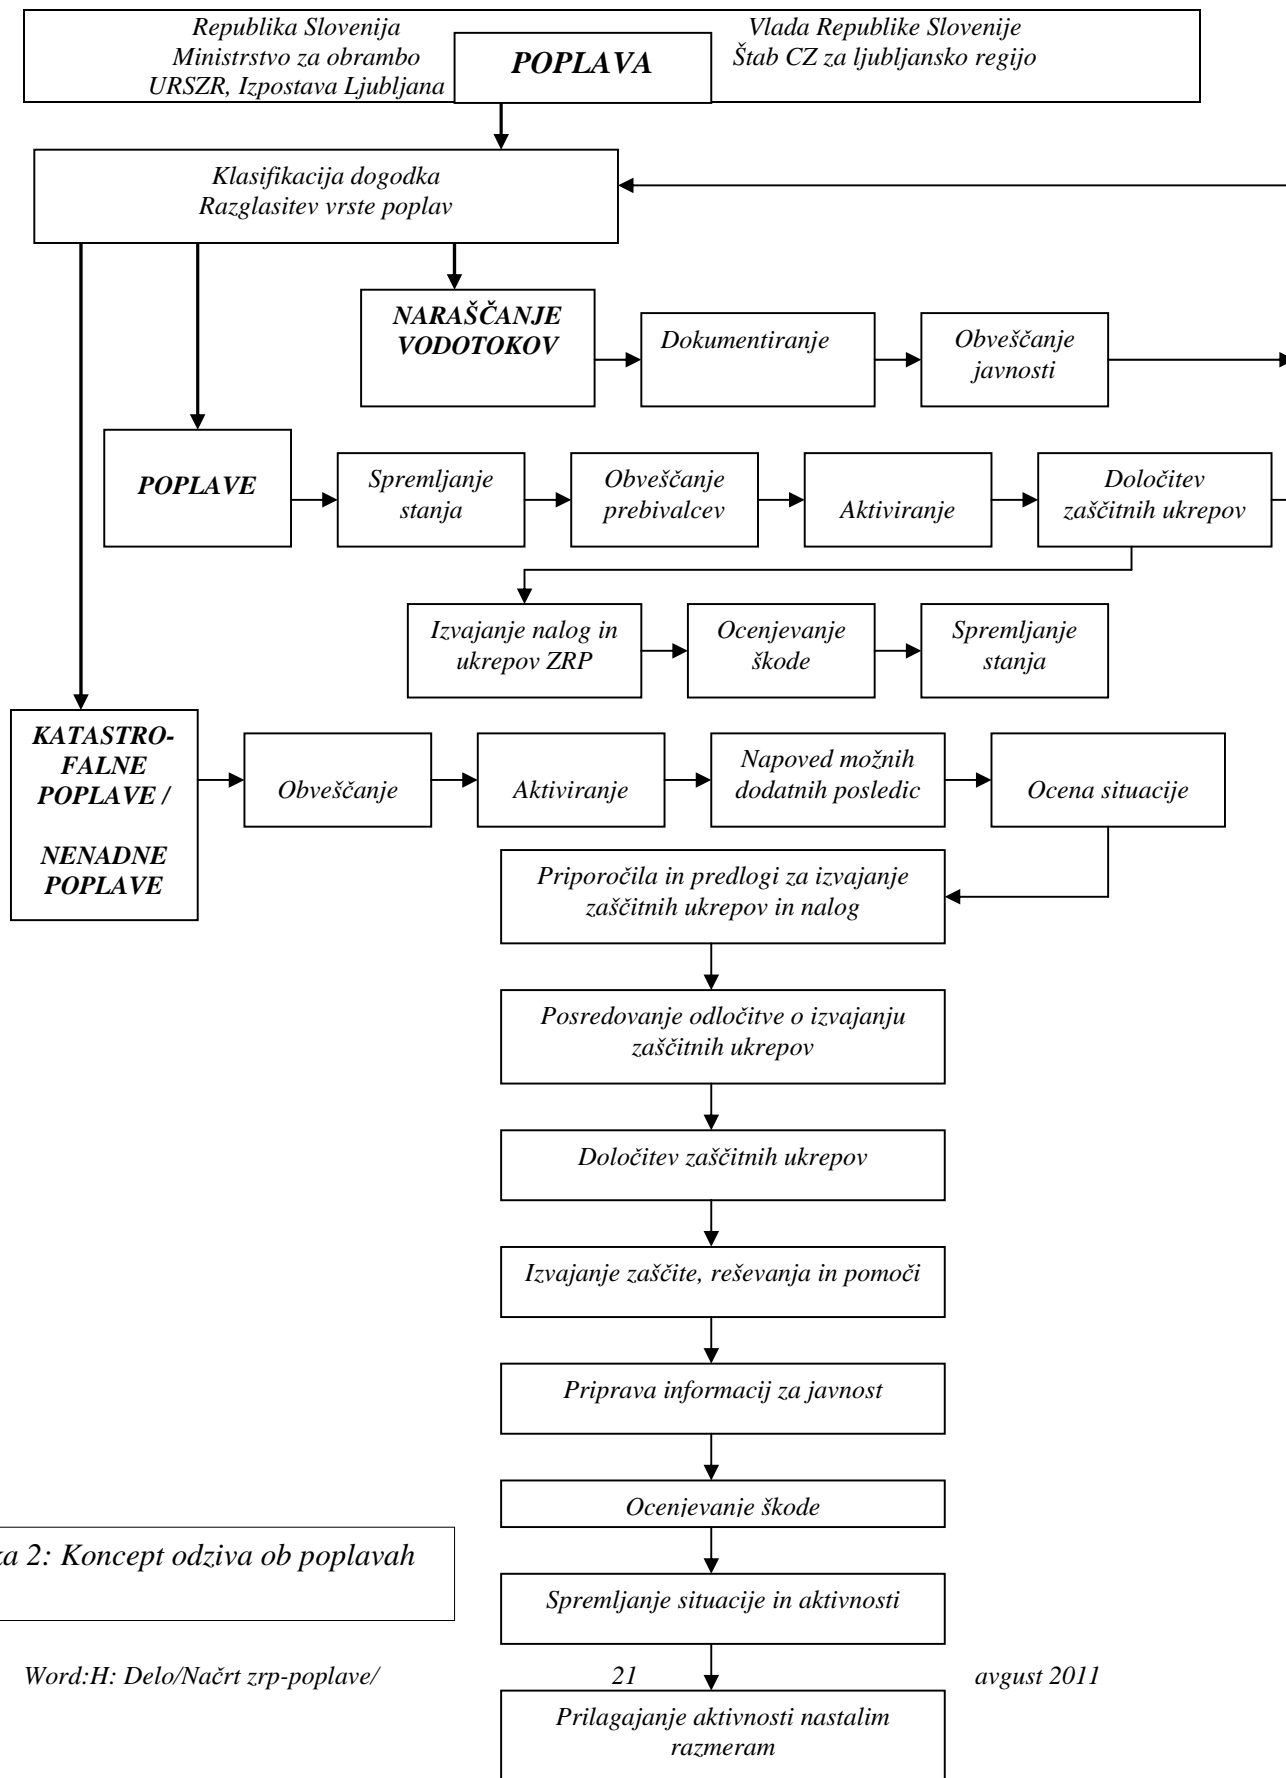 Republika Slovenija
Ministrstvo za obrambo
URSZR, Izpostava Ljubljana
POPLAVA
Vlada Republike Slovenije
Štab CZ za ljubljansko regijo
Klasifikacija dogodka
Razglasitev vrste poplav
NARAŠČANJE
VODOTOKOV
Dokumentiranje
Obveščanje
javnosti
POPLAVE
Spremljanje
stanja
Obveščanje
prebivalcev
Aktiviranje
Določitev
zaščitnih ukrepov
Izvajanje nalog in
ukrepov ZRP
Ocenjevanje
škode
Spremljanje
stanja
KATASTRO-
FALNE
POPLAVE /
NENADNE
POPLAVE
Obveščanje
Aktiviranje
Napoved možnih
dodatnih posledic
Ocena situacije
Priporočila in predlogi za izvajanje
zaščitnih ukrepov in nalog
Posredovanje odločitve o izvajanju
zaščitnih ukrepov
Določitev zaščitnih ukrepov
Izvajanje zaščite, reševanja in pomoči
Priprava informacij za javnost
Ocenjevanje škode
2: Koncept odziva ob poplavah
Spremljanje situacije in aktivnosti
Word:H: Delo/Načrt zrp-poplave/
21
avgust 2011
Prilagajanje aktivnosti nastalim
razmeram